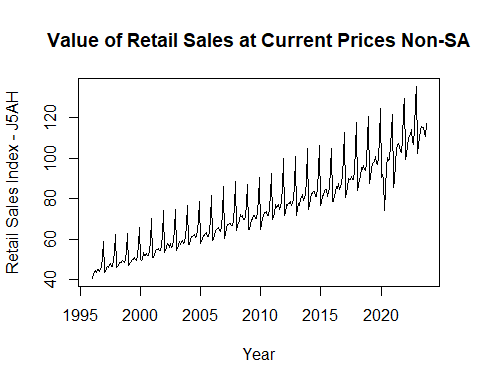 Value of Retail Sales at Current Prices Non-SA
Retail Sales Index - J5AH
120
100
80
60
40
1995 2000 2005 2010 2015 2020
Year